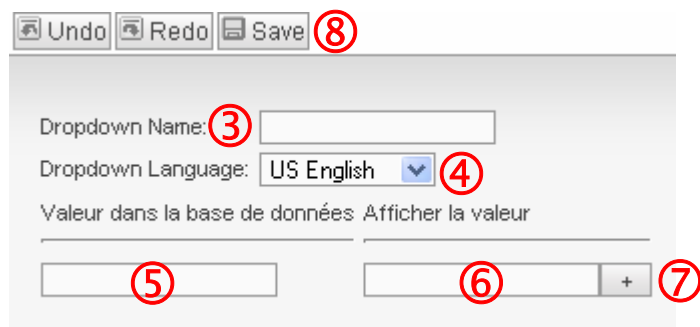 Undo Redo Save ⑧
Dropdown Name: ③
Dropdown Language: US English ④
Valeur dans la base de données Afficher la valeur
⑤ ⑥ + ⑦